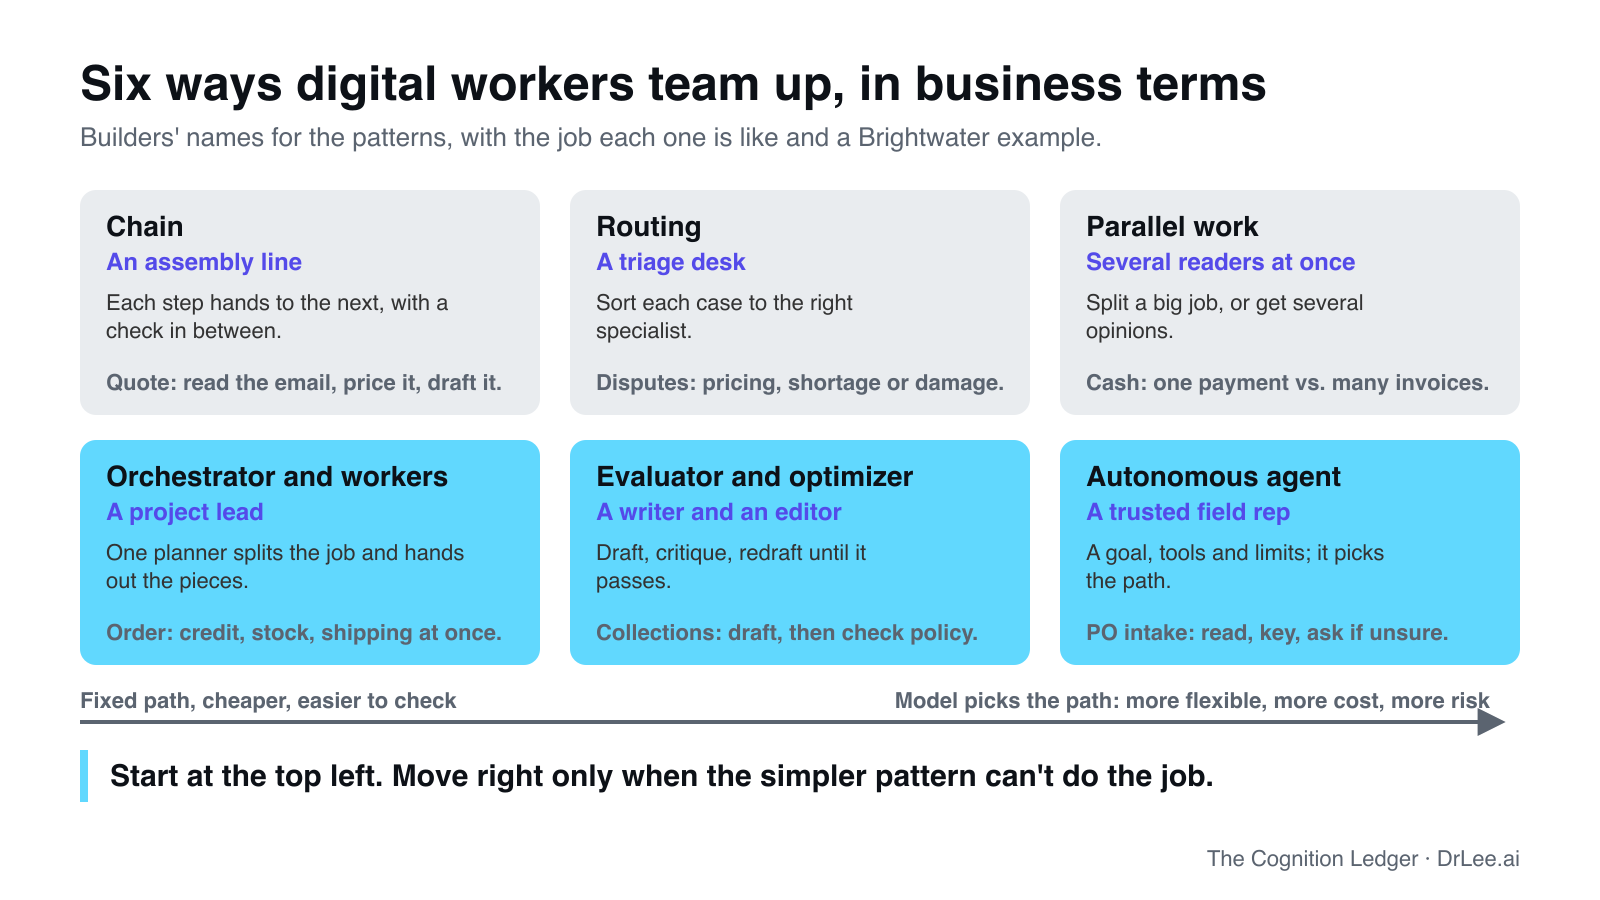 Six ways digital workers team up, in business terms
Builders' names for the patterns, with the job each one is like and a Brightwater example.
Chain
An assembly line
Each step hands to the next, with a
check in between.
Quote: read the email, price it, draft it.
Routing
A triage desk
Sort each case to the right
specialist.
Disputes: pricing, shortage or damage.
Parallel work
Several readers at once
Split a big job, or get several
opinions.
Cash: one payment vs. many invoices.
Orchestrator and workers
A project lead
One planner splits the job and hands
out the pieces.
Order: credit, stock, shipping at once.
Evaluator and optimizer
A writer and an editor
Draft, critique, redraft until it
passes.
Collections: draft, then check policy.
Autonomous agent
A trusted field rep
A goal, tools and limits; it picks
the path.
PO intake: read, key, ask if unsure.
Fixed path, cheaper, easier to check
Model picks the path: more flexible, more cost, more risk
Start at the top left. Move right only when the simpler pattern can't do the job.
The Cognition Ledger · DrLee.ai